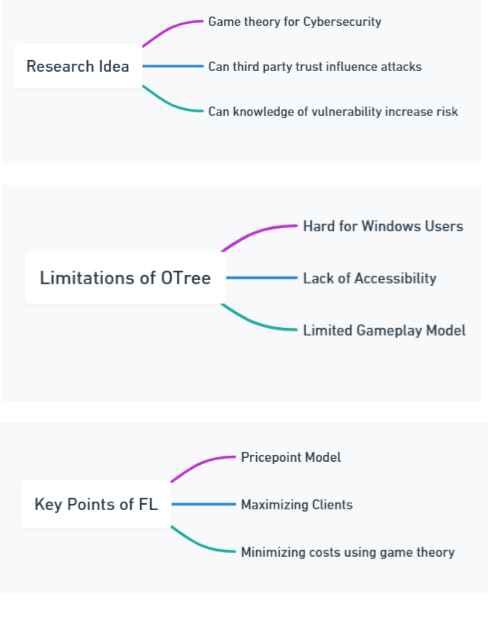 Game theory for Cybersecurity
Research Idea
Can third party trust influence attacks
Can knowledge of vulnerability increase risk
Hard for Windows Users
Limitations of OTree
Lack of Accessibility
Limited Gameplay Model
Pricepoint Model
Key Points of FL
Maximizing Clients
Minimizing costs using game theory